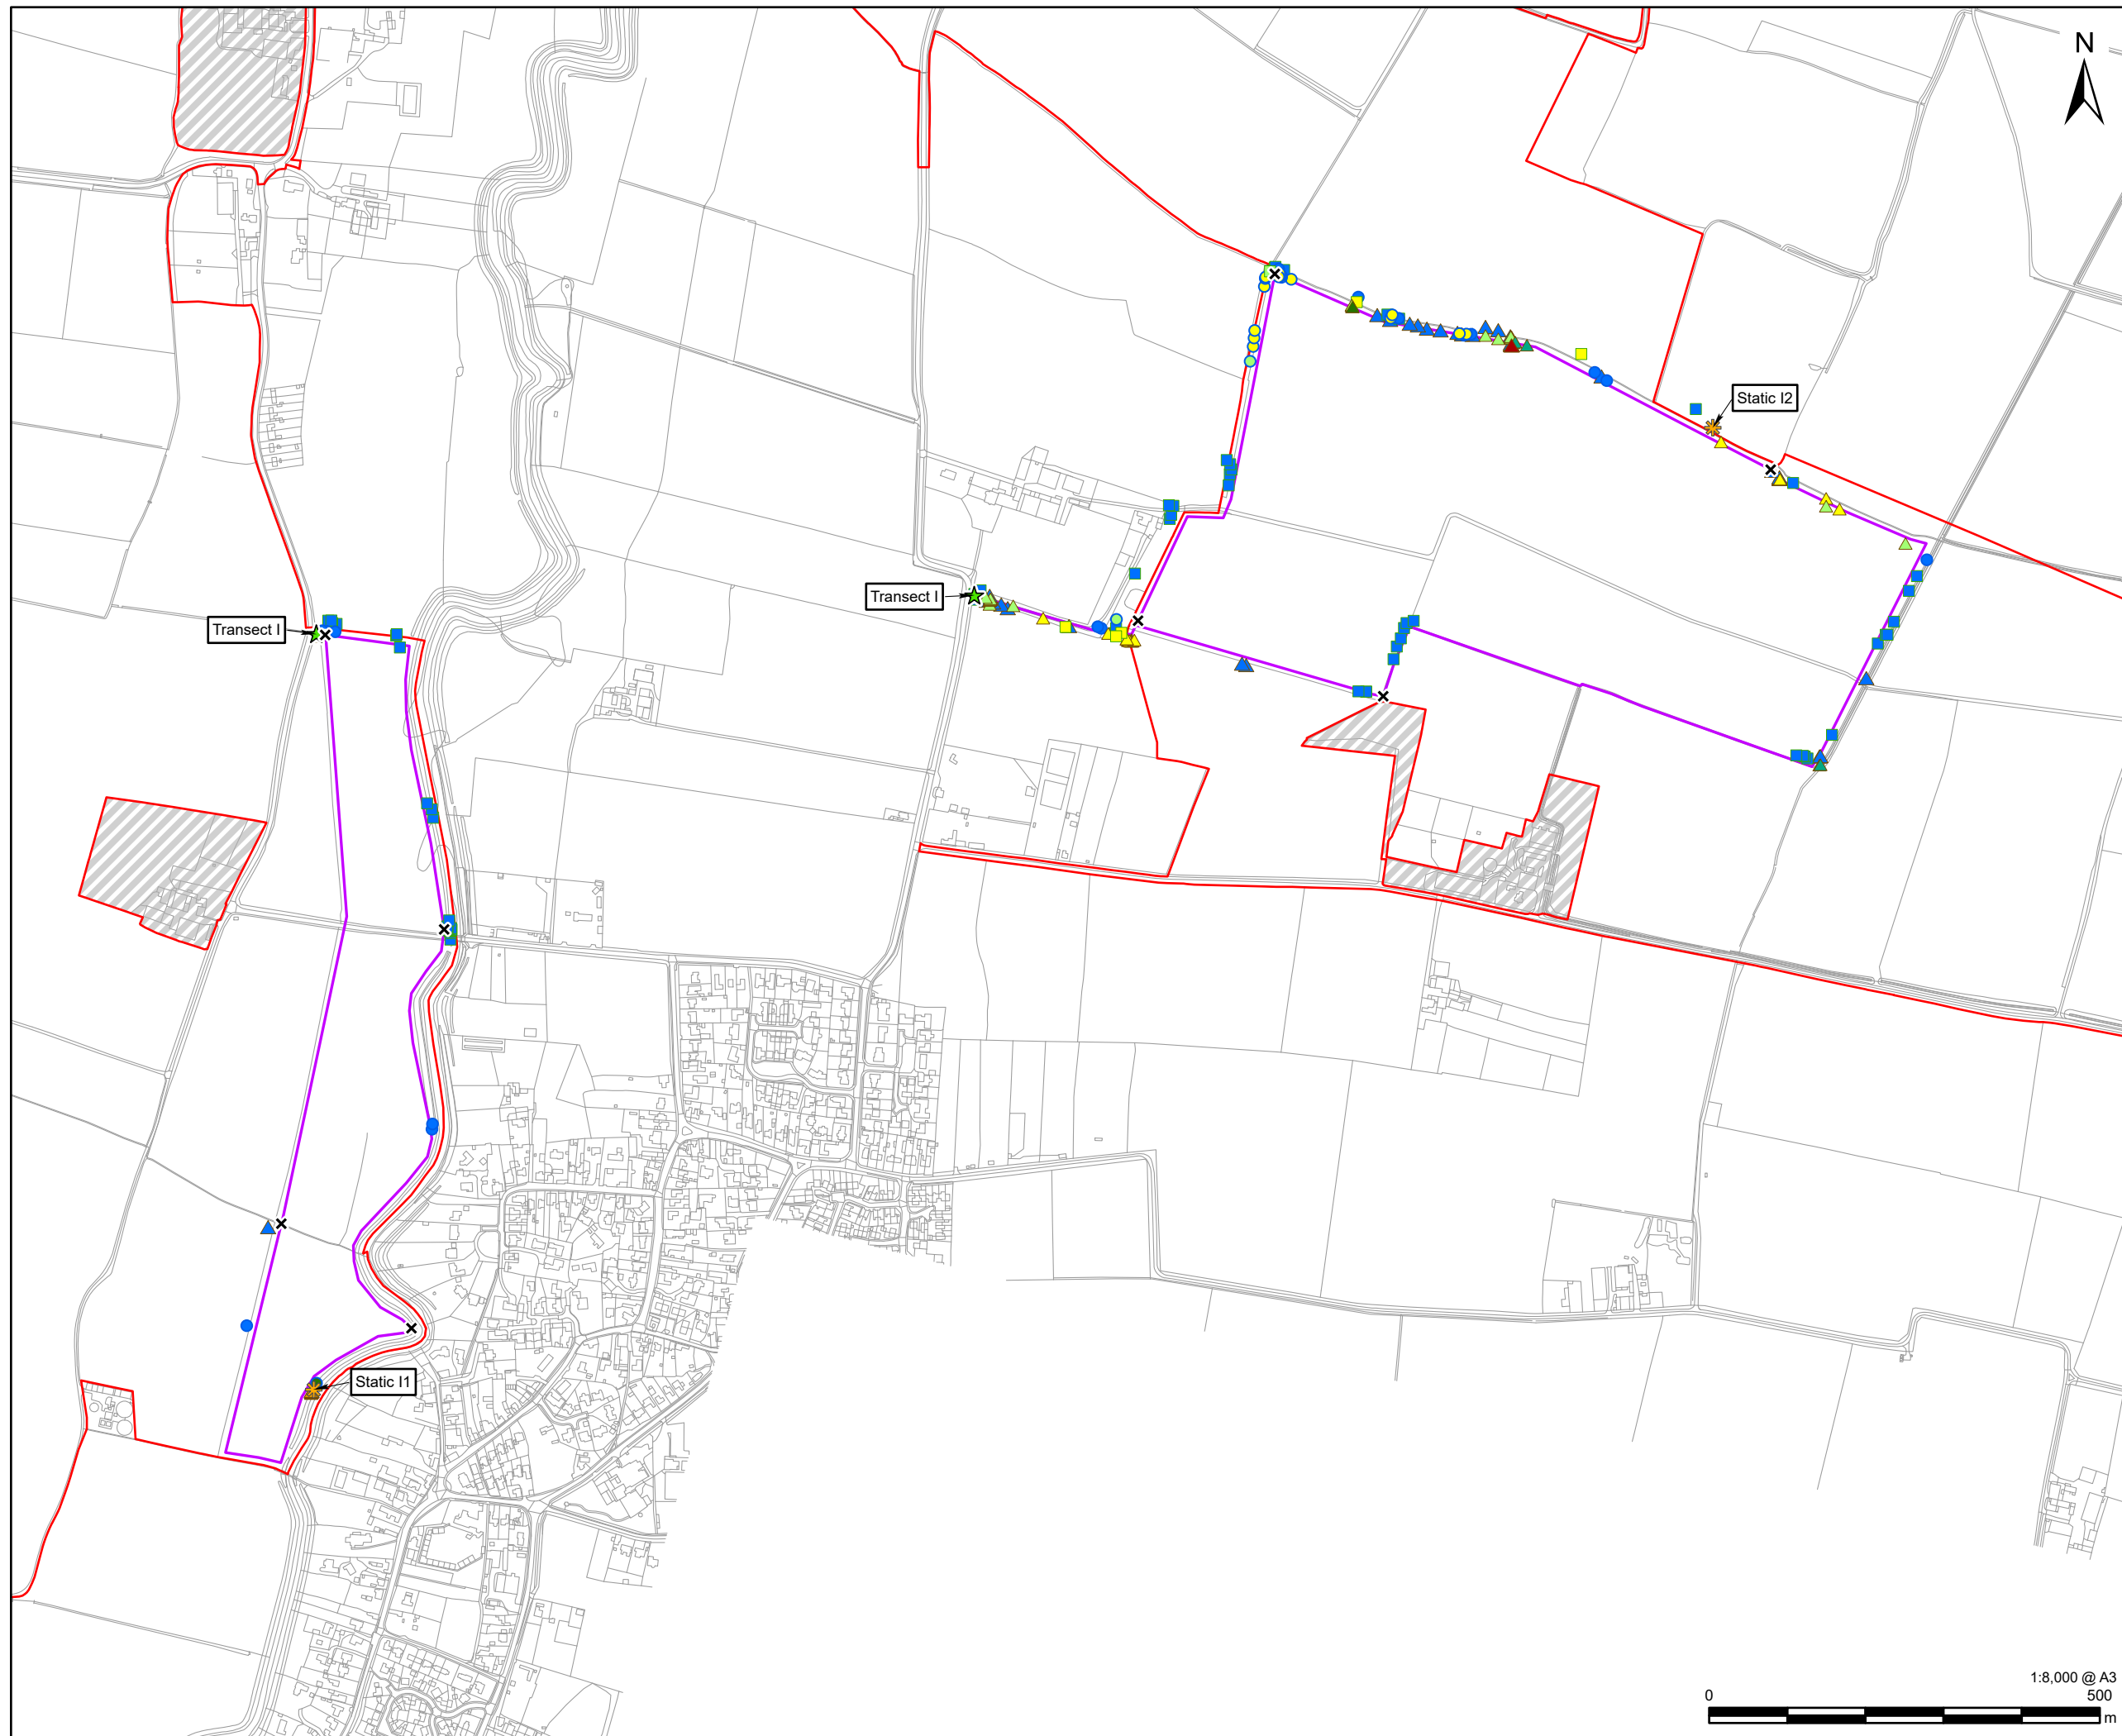 N
Static I2
Transect I
Transect I
Static I1
1:8,000 @ A3
0 500
m